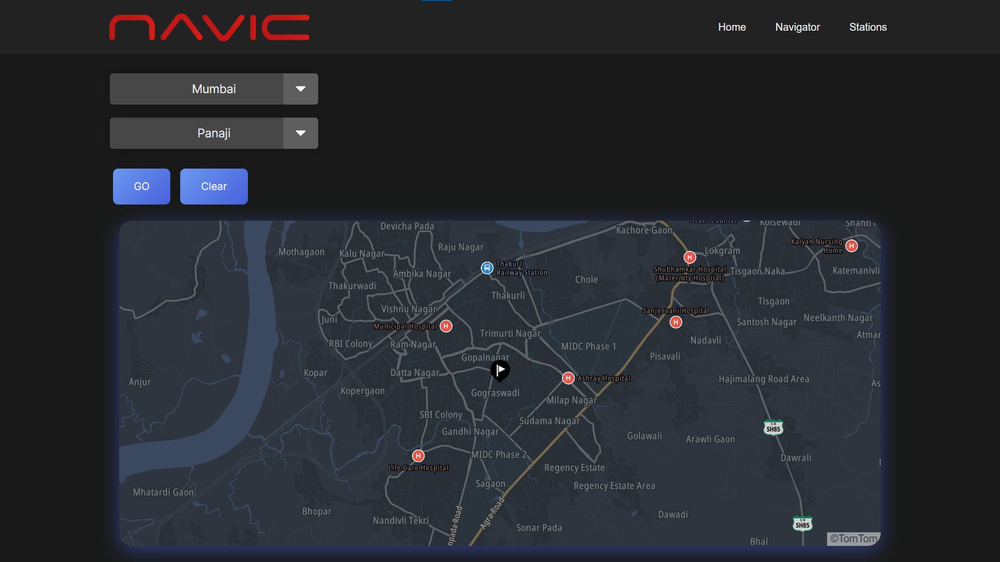 NAVIC
Home
Navigator
Stations
Mumbai
Panaji
GO
Clear
Devicha Pada
Kachore Gaon
Ticket Counter
Kolsewadi
Shanti
Mothagaon
Kalu Nagar
Raju Nagar
Lokgram
Kalyan Nursing
Home
Thakurli
Railway Station
Ambika Nagar
Shubhamkar Hospital
(Maternity Hospital)
Tisgaon Naka
Katemanivli
Thakurwadi
Chole
Thakurli
Tisgaon
Vishnu Nagar
Sanjeevani Hospital
Juni
Municipal Hospital
Trimurti Nagar
Santosh Nagar
Neelkanth Nagar
Atmar
RBI Colony
Ram Nagar
MIDC Phase 1
Nadavli
Gopalnagar
Pisavali
Kopar
Datta Nagar
Ashray Hospital
Hajimalang Road Area
As
Anjur
Kopergaon
Gograswadi
Milap Nagar
SBI Colony
Sudama Nagar
Gandhi Nagar
Golawali
Arawli Gaon
SH
SH85
MIDC Phase 2
Dawrali
Life Care Hospital
Regency Estate
Sagaon
Regency Estate Area
Mhatardi Gaon
Bhopar
Nandivli Tekri
npada Road
Agra Road
Sonar Pada
Dawadi
SH
SH85
Bhal
©TomTom